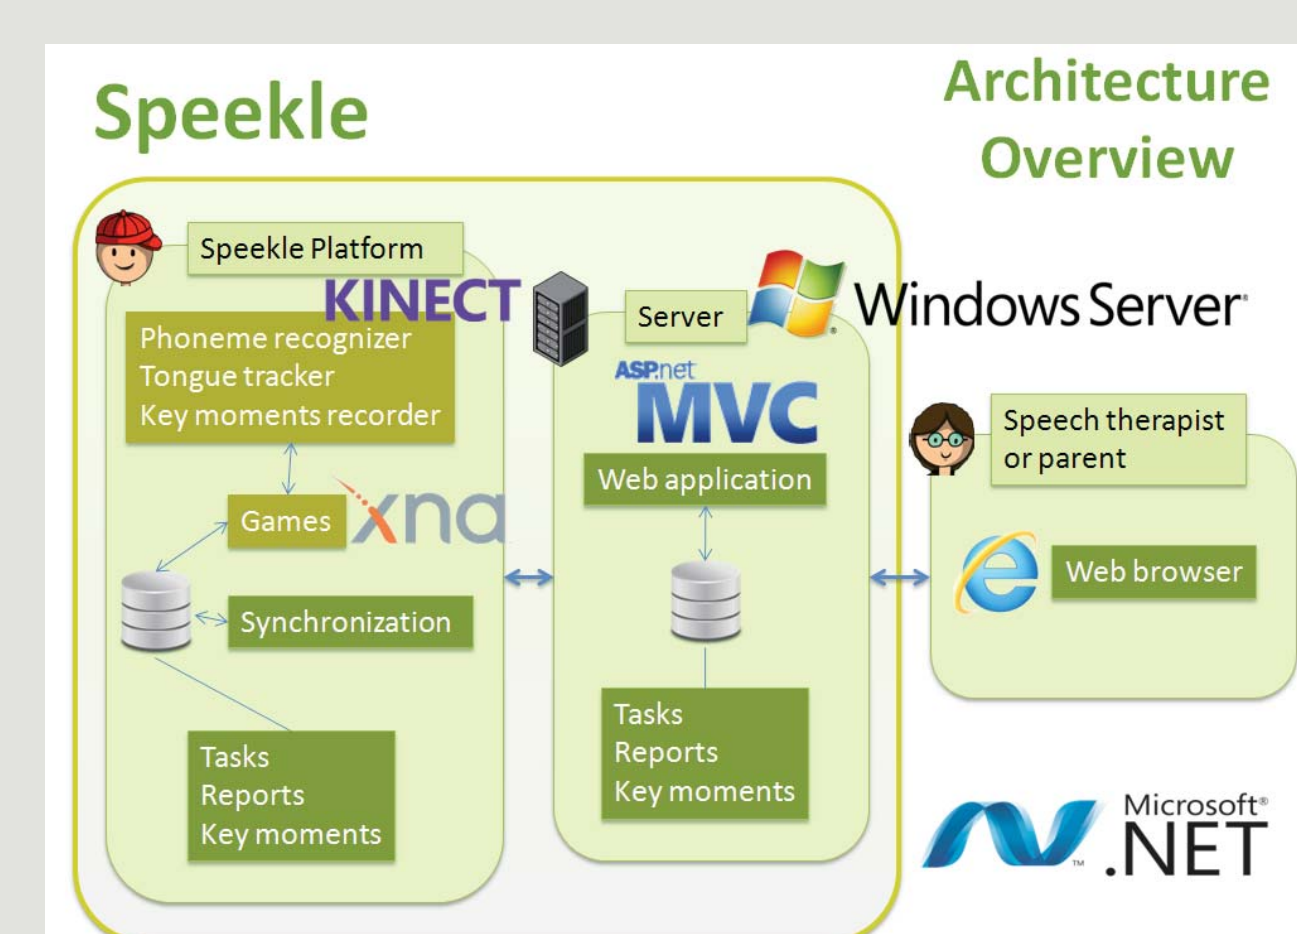 Speekle
Architecture
Overview
Speekle Platform
KINECT
Phoneme recognizer
Tongue tracker
Key moments recorder
Games
xna
Synchronization
Tasks
Reports
Key moments
Server
Windows Server®
ASP.net
MVC
Web application
Tasks
Reports
Key moments
Speech therapist
or parent
Web browser
Microsoft®
.NET
™